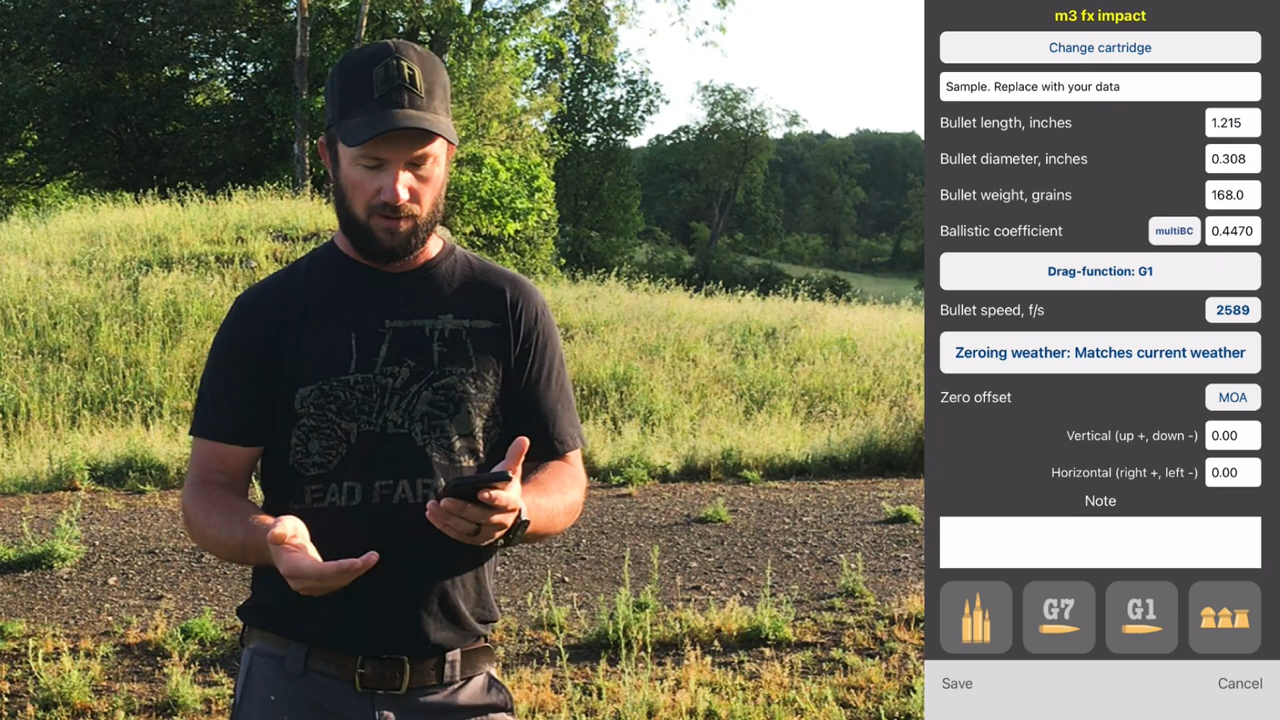 LEAD FAR
m3 fx impact
Change cartridge
Sample. Replace with your data
Bullet length, inches 1.215
Bullet diameter, inches 0.308
Bullet weight, grains 168.0
Ballistic coefficient multiBC 0.4470
Drag-function: G1
Bullet speed, f/s 2589
Zeroing weather: Matches current weather
Zero offset MOA
Vertical (up +, down -) 0.00
Horizontal (right +, left -) 0.00
Note
G7 G1
Save Cancel